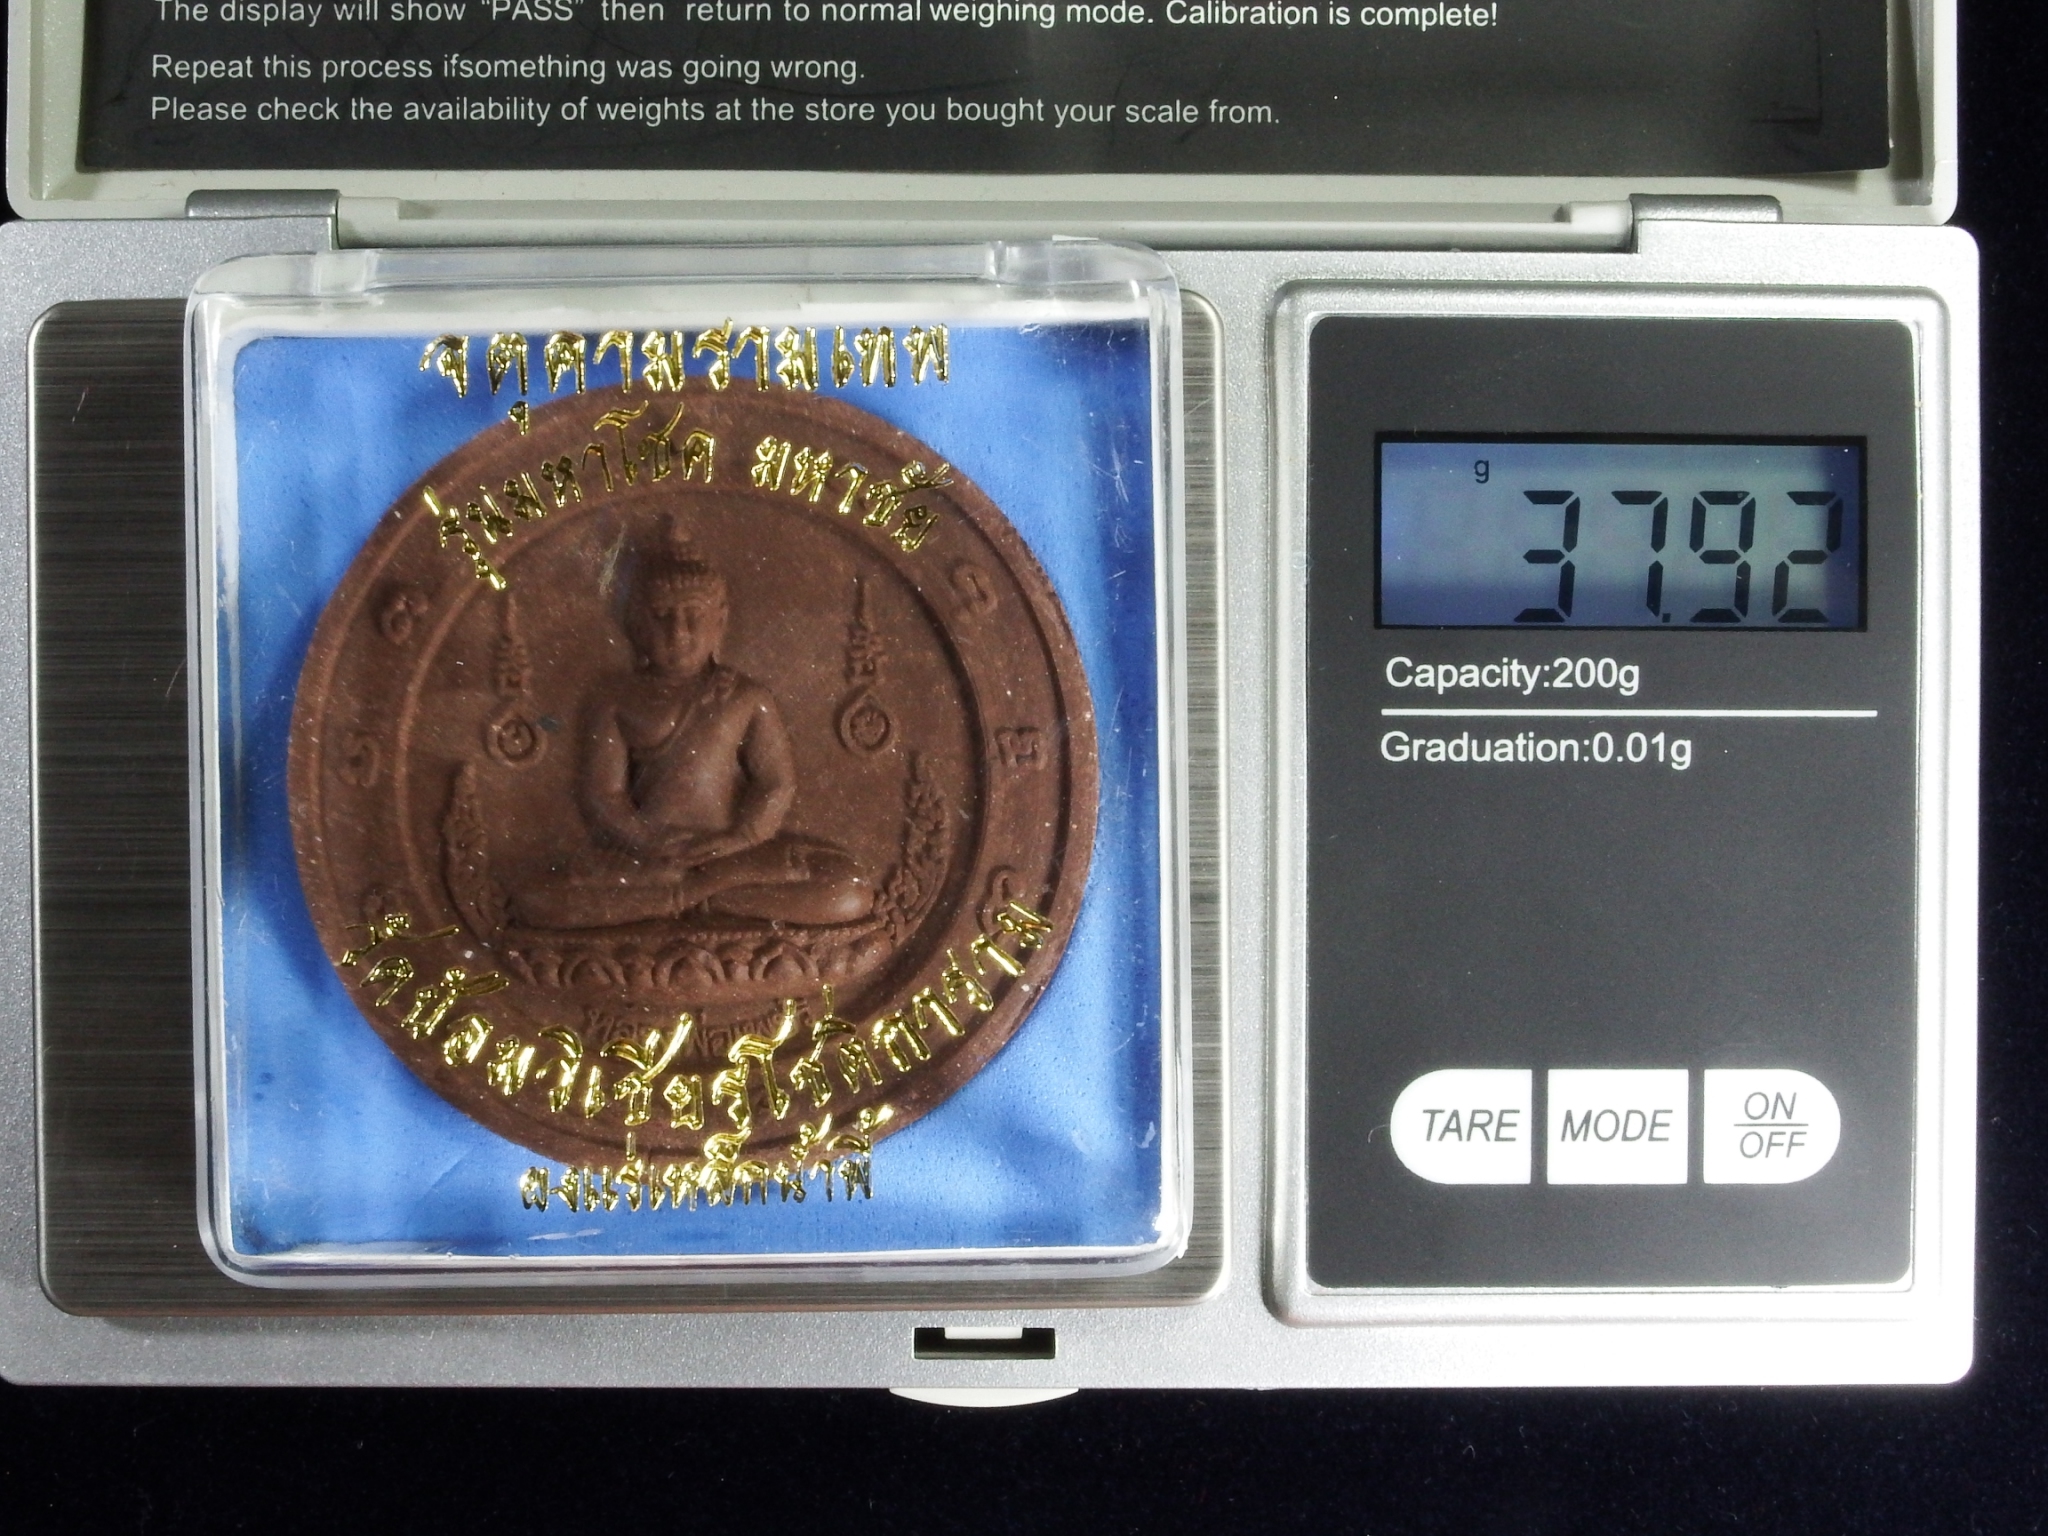 The display will show “PASS” then return to normal weighing mode. Calibration is complete!
Repeat this process ifsomething was going wrong.
Please check the availability of weights at the store you bought your scale from.
จตุคามรามเทพ
รุ่นมหาโชค มหาชัย
วัดป้อมวิเชียรโชติการาม
ผงแร่เหล็กน้ำพี้
g
37.92
Capacity:200g
Graduation:0.01g
TARE MODE ON
OFF